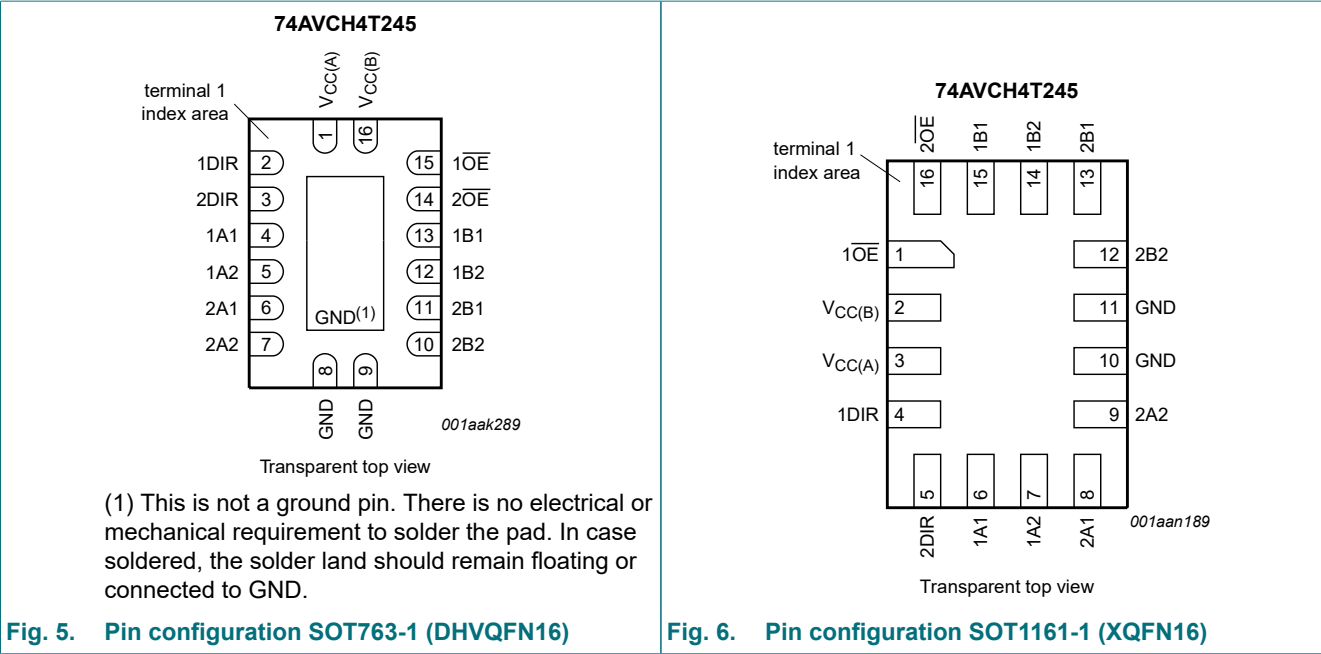 74AVCH4T245
terminal 1
index area
VCC(A)
VCC(B)
1
16
1DIR 2
15 1OE
2DIR 3
14 2OE
1A1 4
13 1B1
1A2 5
12 1B2
2A1 6
11 2B1
2A2 7
10 2B2
GND(1)
8
9
GND
GND
001aak289
Transparent top view
(1) This is not a ground pin. There is no electrical or
mechanical requirement to solder the pad. In case
soldered, the solder land should remain floating or
connected to GND.
Fig. 5. Pin configuration SOT763-1 (DHVQFN16)
74AVCH4T245
terminal 1
index area
2OE
1B1
1B2
2B1
16
15
14
13
1OE 1
12 2B2
VCC(B) 2
11 GND
VCC(A) 3
10 GND
1DIR 4
9 2A2
5
6
7
8
2DIR
1A1
1A2
2A1
001aan189
Transparent top view
Fig. 6. Pin configuration SOT1161-1 (XQFN16)